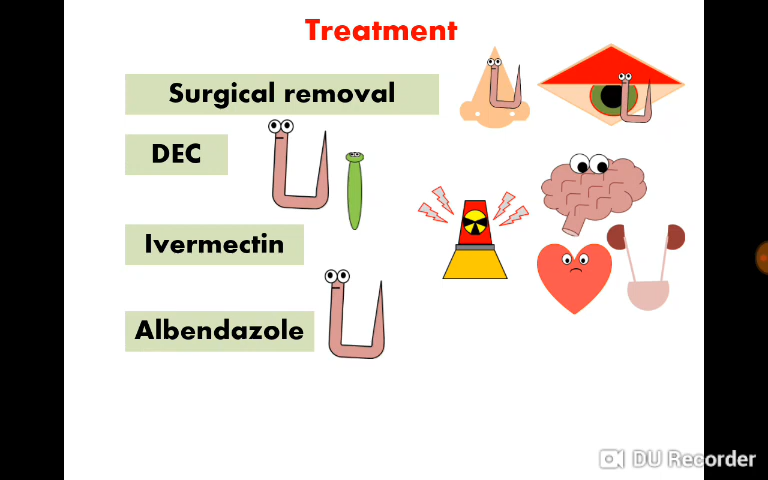 Treatment
Surgical removal
DEC
Ivermectin
Albendazole
DU Recorder